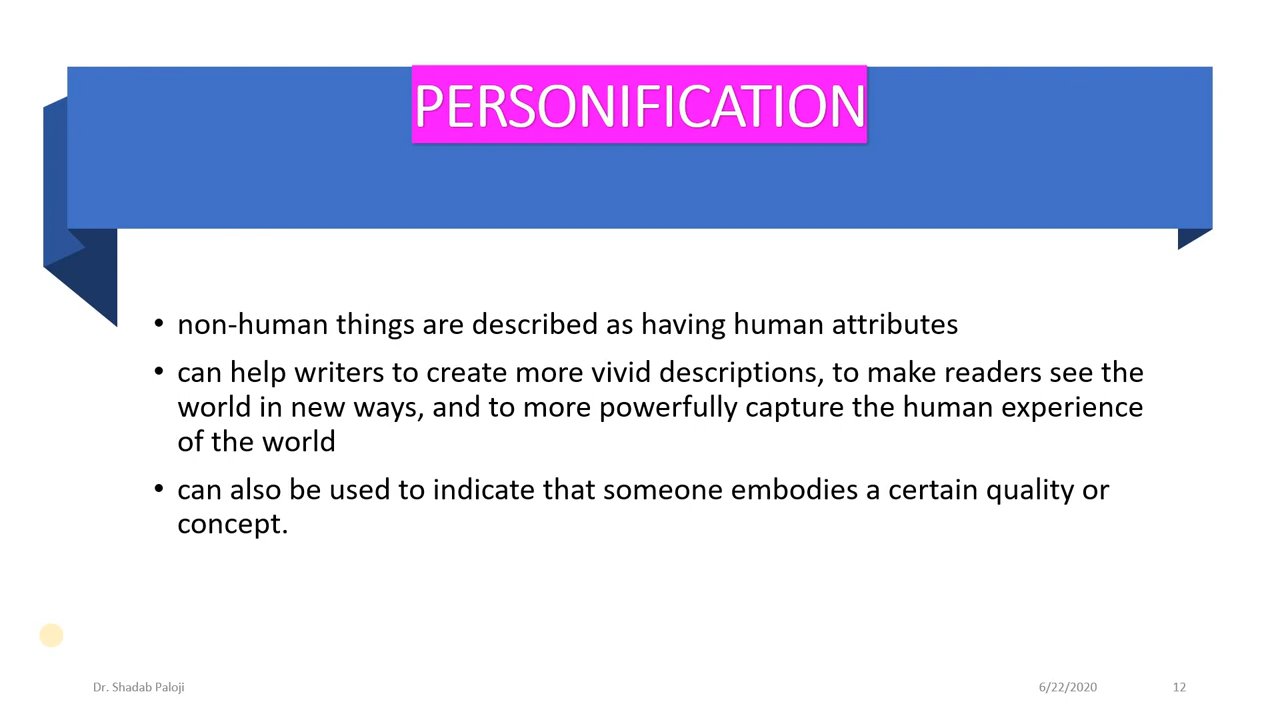 PERSONIFICATION
• non-human things are described as having human attributes
• can help writers to create more vivid descriptions, to make readers see the
world in new ways, and to more powerfully capture the human experience
of the world
• can also be used to indicate that someone embodies a certain quality or
concept.
Dr. Shadab Paloji 6/22/2020 12